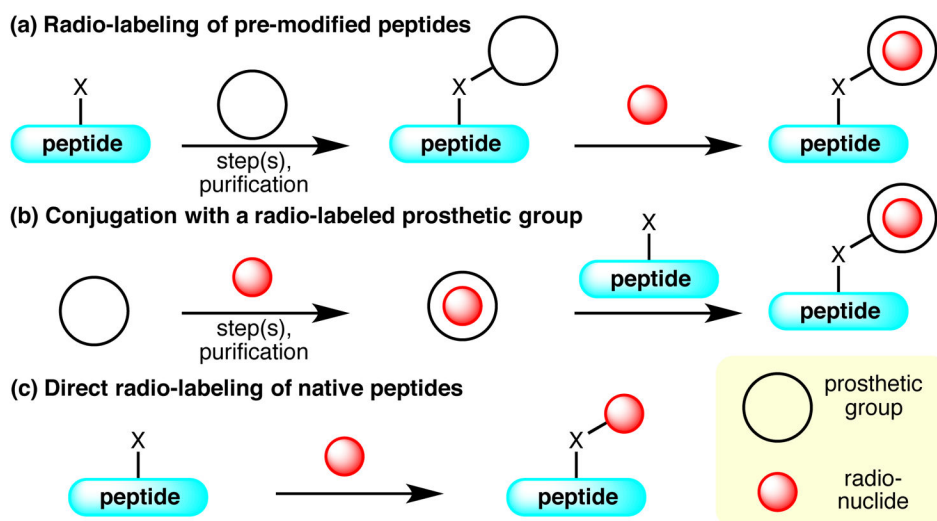 (a) Radio-labeling of pre-modified peptides
X
peptide
step(s),
purification
X
peptide
X
peptide
(b) Conjugation with a radio-labeled prosthetic group
step(s),
purification
X
peptide
X
peptide
(c) Direct radio-labeling of native peptides
X
peptide
X
peptide
prosthetic
group
radio-
nuclide